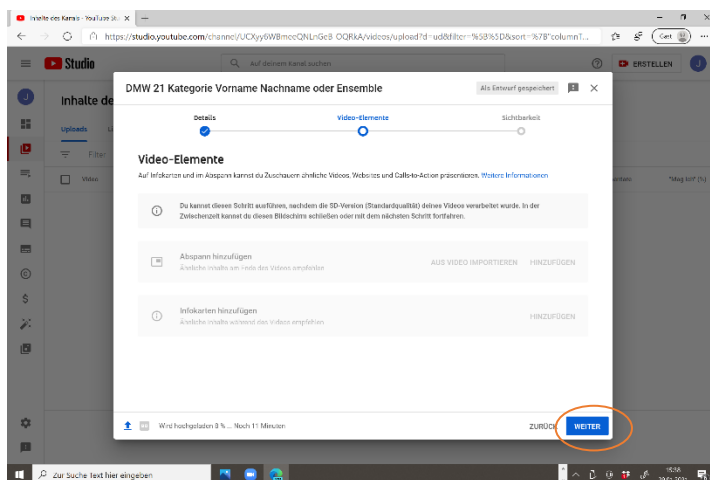 Inhalte des Kanals - YouTube St
https://studio.youtube.com/channel/UCXyy6WBmceeQNLnGeB-OQRkA/videos/upload?d=ud&filter=%5B%5D&sort=%7B"columnT...
Gast
Studio
Auf deinem Kanal suchen
ERSTELLEN
J
J
Inhalte de
Uploads
Filter
Video
"Mag ich" (%)
DMW 21 Kategorie Vorname Nachname oder Ensemble
Als Entwurf gespeichert
Details
Video-Elemente
Sichtbarkeit
Video-Elemente
Auf Infokarten und im Abspann kannst du Zuschauern ähnliche Videos, Websites und Calls-to-Action präsentieren. Weitere Informationen
Du kannst diesen Schritt ausführen, nachdem die SD-Version (Standardqualität) deines Videos verarbeitet wurde. In der
Zwischenzeit kannst du diesen Bildschirm schließen oder mit dem nächsten Schritt fortfahren.
Abspann hinzufügen
Ähnliche Inhalte am Ende des Videos empfehlen
AUS VIDEO IMPORTIEREN
HINZUFÜGEN
Infokarten hinzufügen
Ähnliche Inhalte während des Videos empfehlen
HINZUFÜGEN
Wird hochgeladen 8 %... Noch 11 Minuten
ZURÜCK
WEITER
Zur Suche Text hier eingeben